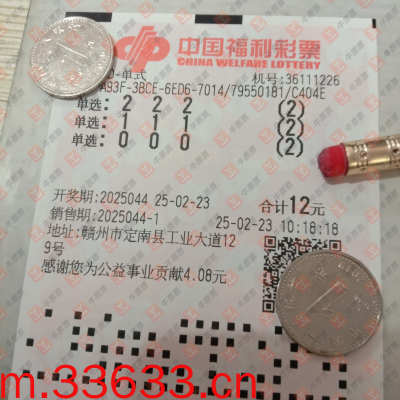 中国福利彩票
CHINA WELFARE LOTTERY
D-单式 机号:36111226
A93F-3BCE-6ED6-7014/79550181/C404E
单选: 2 2 2 (2)
单选: 1 1 1 (2)
单选: 0 0 0 (2)
开奖期:2025044 25-02-23 合计12元
销售期:2025044-1 25-02-23 10:18:18
地址:赣州市定南县工业大道12
9号
感谢您为公益事业贡献4.08元
m.33633.cn